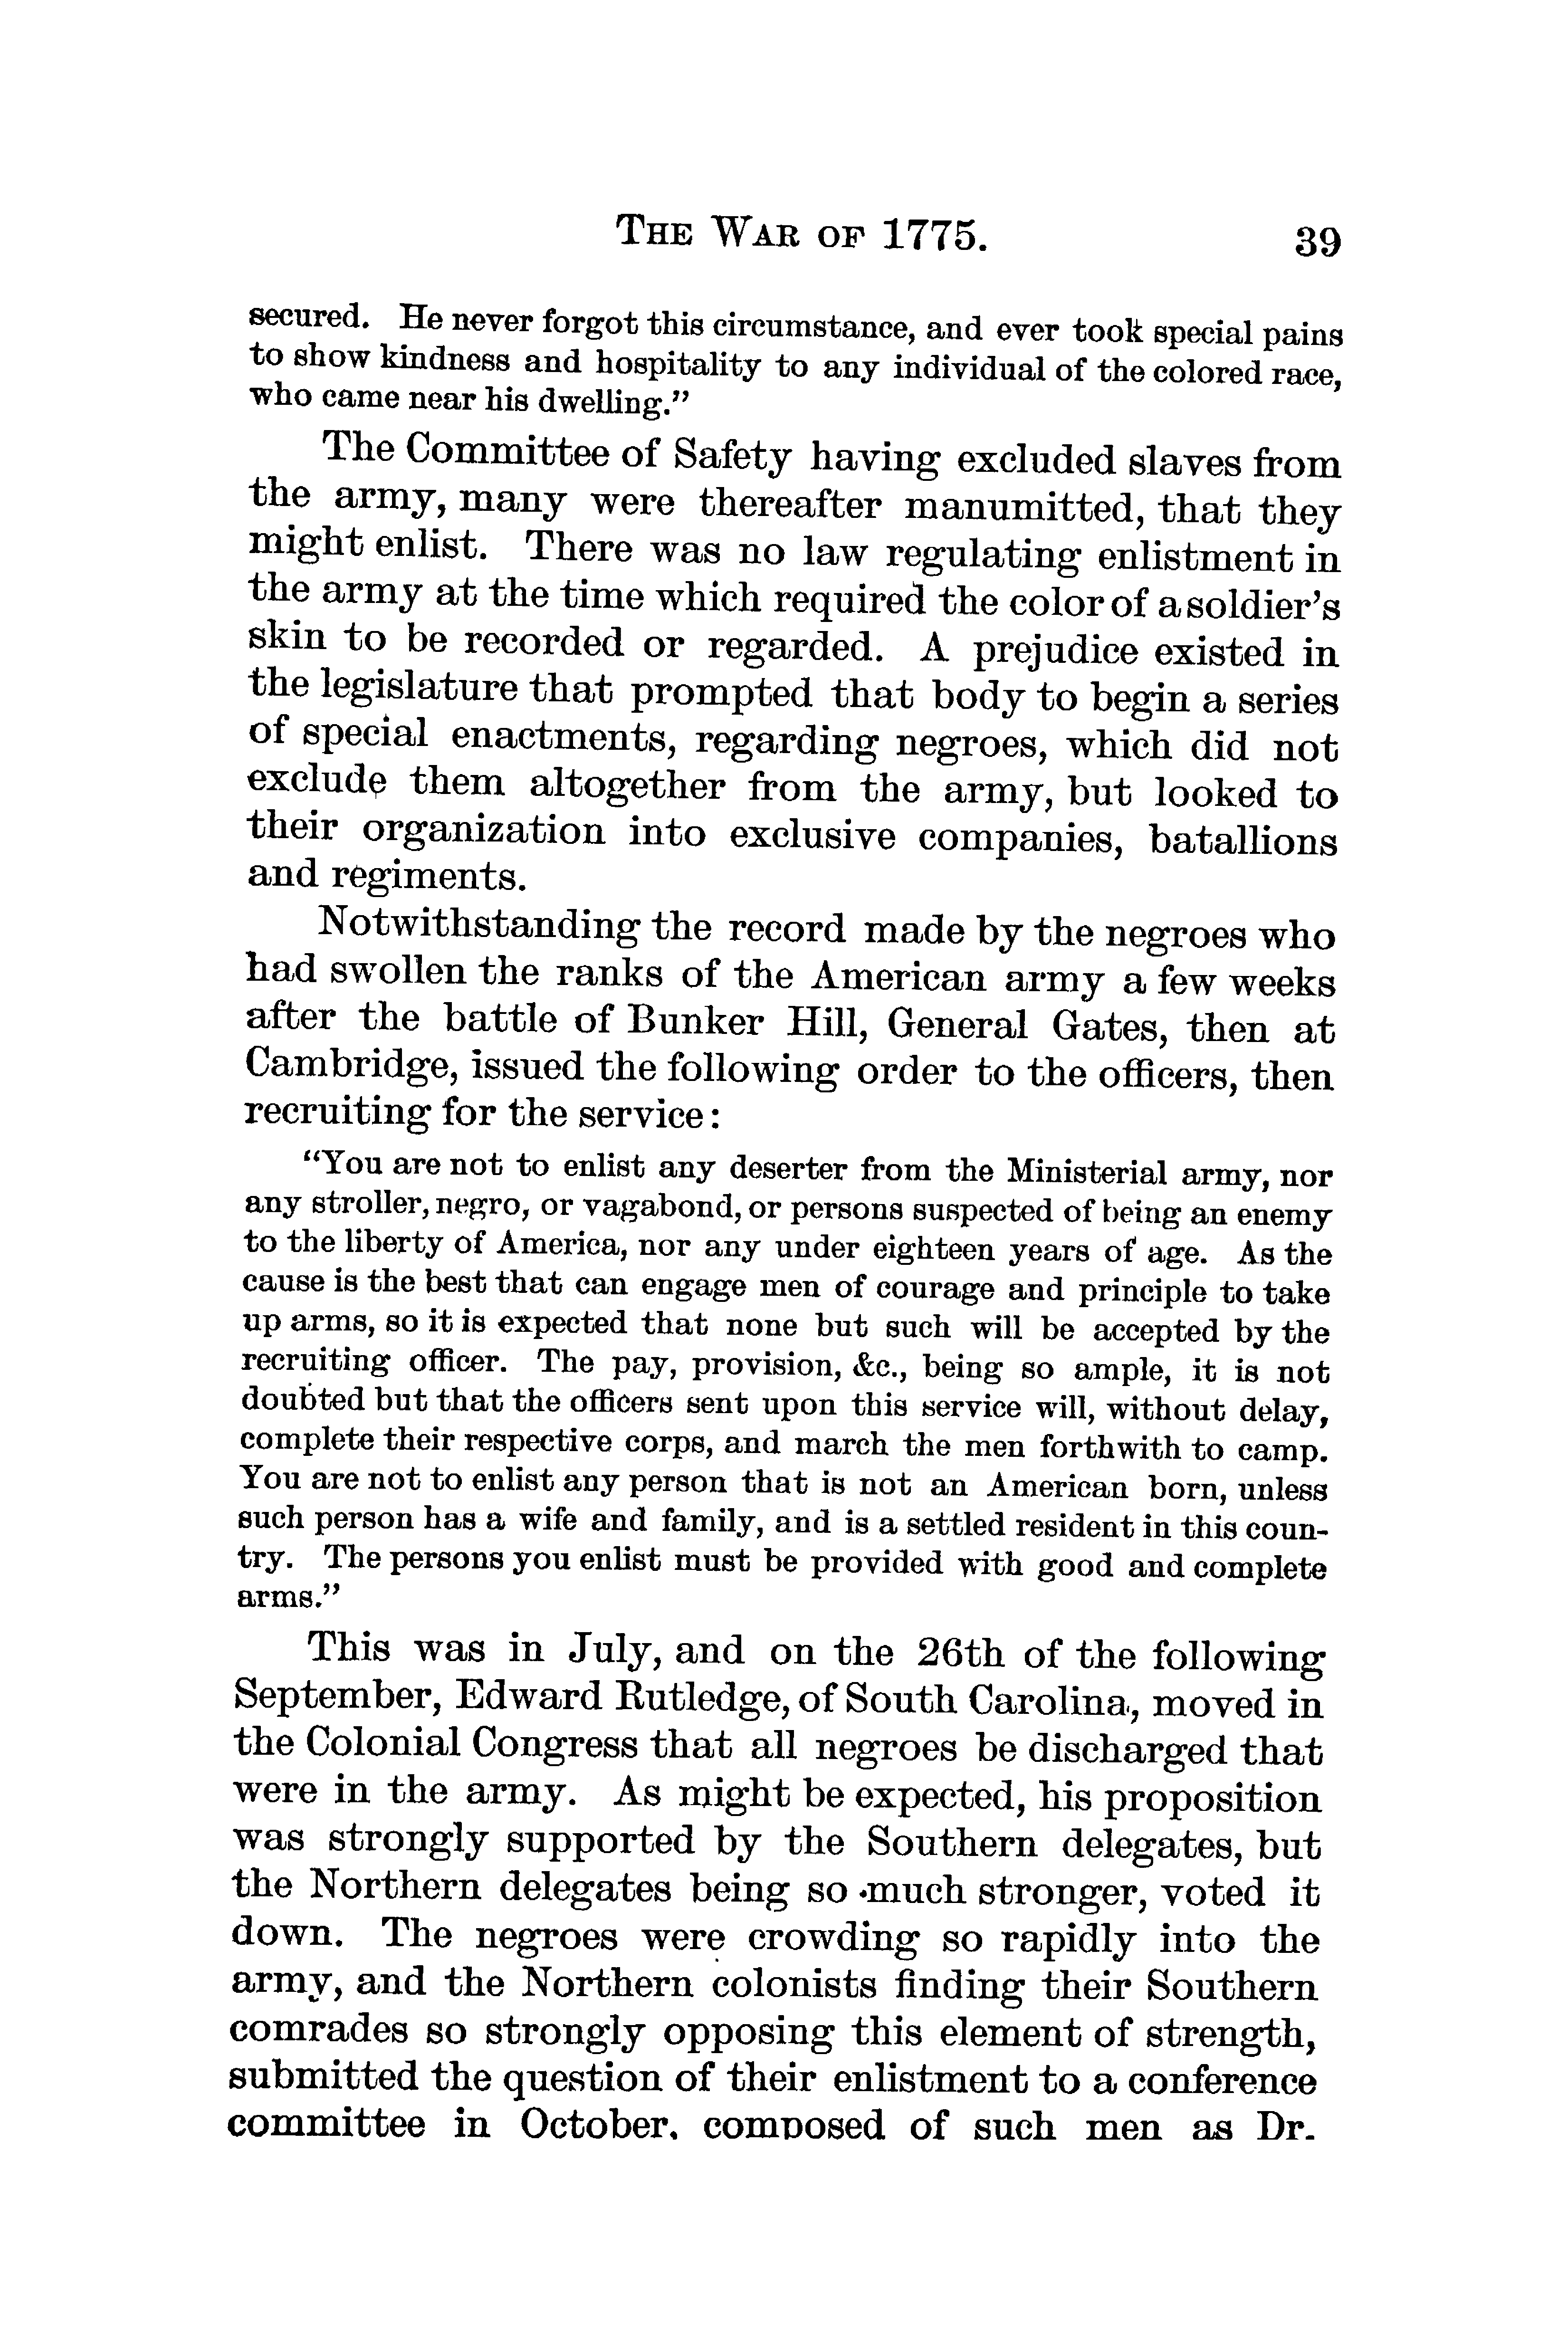 THE WAR OF 1775. 39
secured. He never forgot this circumstance, and ever took special pains
to show kindness and hospitality to any individual of the colored race,
who came near his dwelling.”
The Committee of Safety having excluded slaves from
the army, many were thereafter manumitted, that they
might enlist. There was no law regulating enlistment in
the army at the time which required the color of a soldier’s
skin to be recorded or regarded. A prejudice existed in
the legislature that prompted that body to begin a series
of special enactments, regarding negroes, which did not
exclude them altogether from the army, but looked to
their organization into exclusive companies, batallions
and regiments.
Notwithstanding the record made by the negroes who
had swollen the ranks of the American army a few weeks
after the battle of Bunker Hill, General Gates, then at
Cambridge, issued the following order to the officers, then
recruiting for the service:
“You are not to enlist any deserter from the Ministerial army, nor
any stroller, negro, or vagabond, or persons suspected of being an enemy
to the liberty of America, nor any under eighteen years of age. As the
cause is the best that can engage men of courage and principle to take
up arms, so it is expected that none but such will be accepted by the
recruiting officer. The pay, provision, &c., being so ample, it is not
doubted but that the officers sent upon this service will, without delay,
complete their respective corps, and march the men forthwith to camp.
You are not to enlist any person that is not an American born, unless
such person has a wife and family, and is a settled resident in this coun-
try. The persons you enlist must be provided with good and complete
arms.”
This was in July, and on the 26th of the following
September, Edward Rutledge, of South Carolina, moved in
the Colonial Congress that all negroes be discharged that
were in the army. As might be expected, his proposition
was strongly supported by the Southern delegates, but
the Northern delegates being so much stronger, voted it
down. The negroes were crowding so rapidly into the
army, and the Northern colonists finding their Southern
comrades so strongly opposing this element of strength,
submitted the question of their enlistment to a conference
committee in October, composed of such men as Dr.